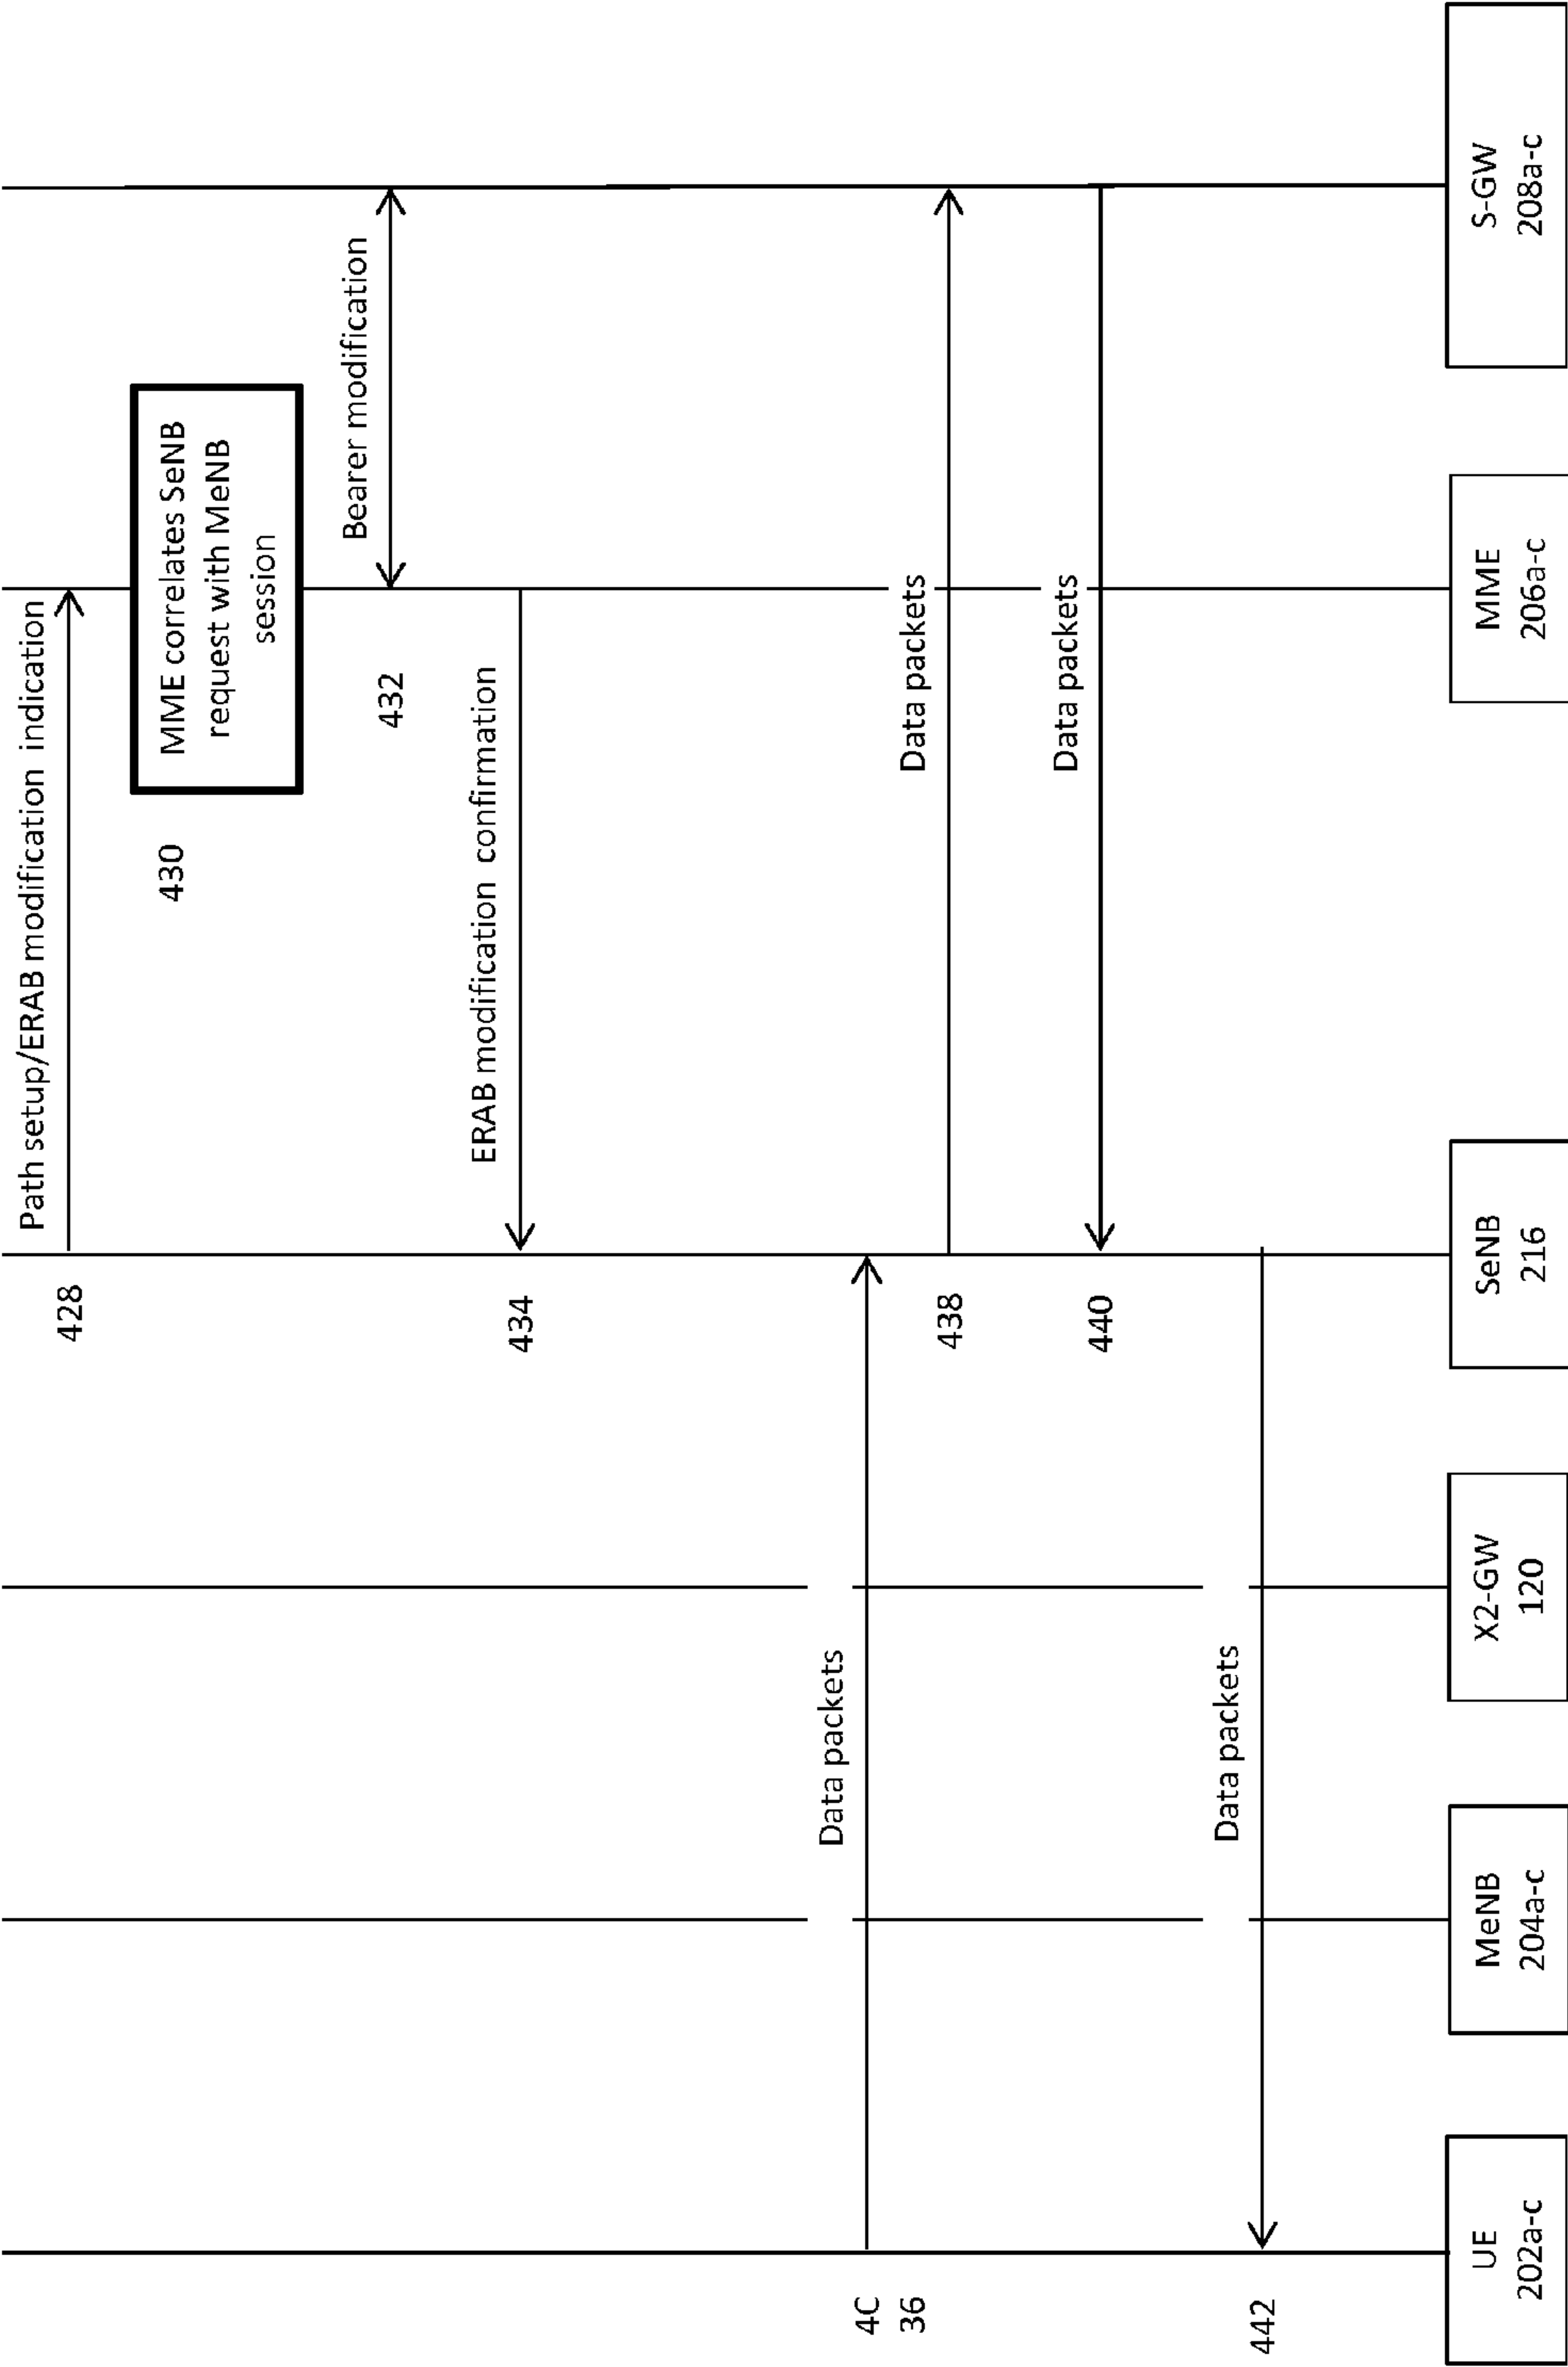 Path setup/ERAB modification indication
428
MME correlates SeNB
request with MeNB
session
430
Bearer modification
432
ERAB modification confirmation
434
Data packets
4C
36
Data packets
438
Data packets
440
Data packets
442
UE
202a-c
MeNB
204a-c
X2-GW
120
SeNB
216
MME
206a-c
S-GW
208a-c